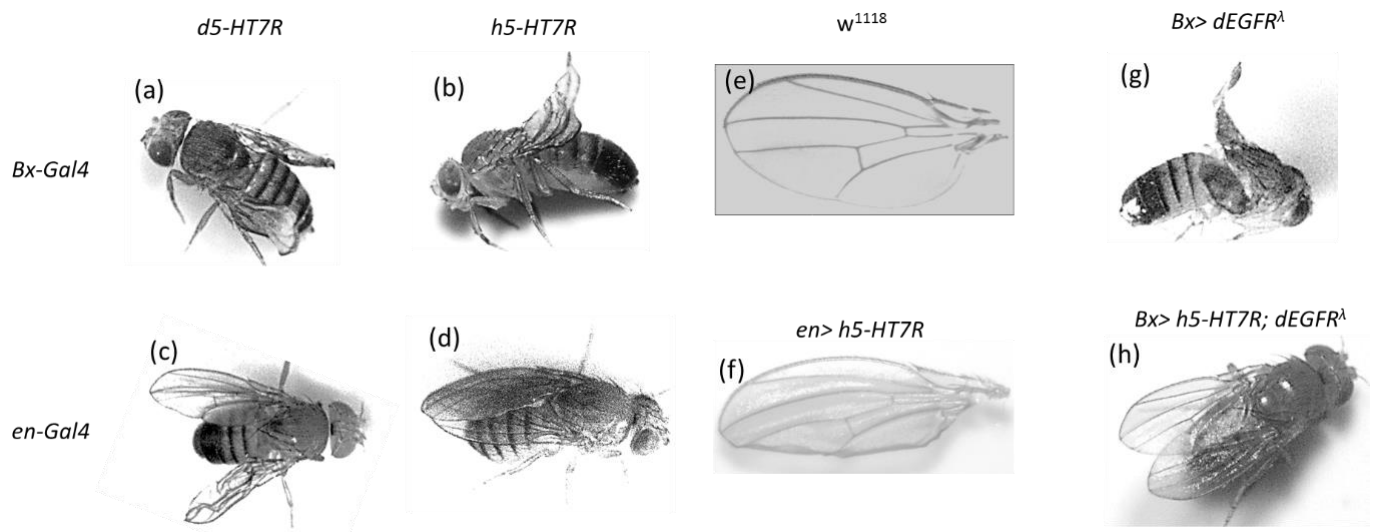 d5-HT7R
h5-HT7R
w¹¹¹⁸
Bx> dEGFRλ
Bx-Gal4
(a)
(b)
(e)
(g)
en> h5-HT7R
Bx> h5-HT7R; dEGFRλ
en-Gal4
(c)
(d)
(f)
(h)